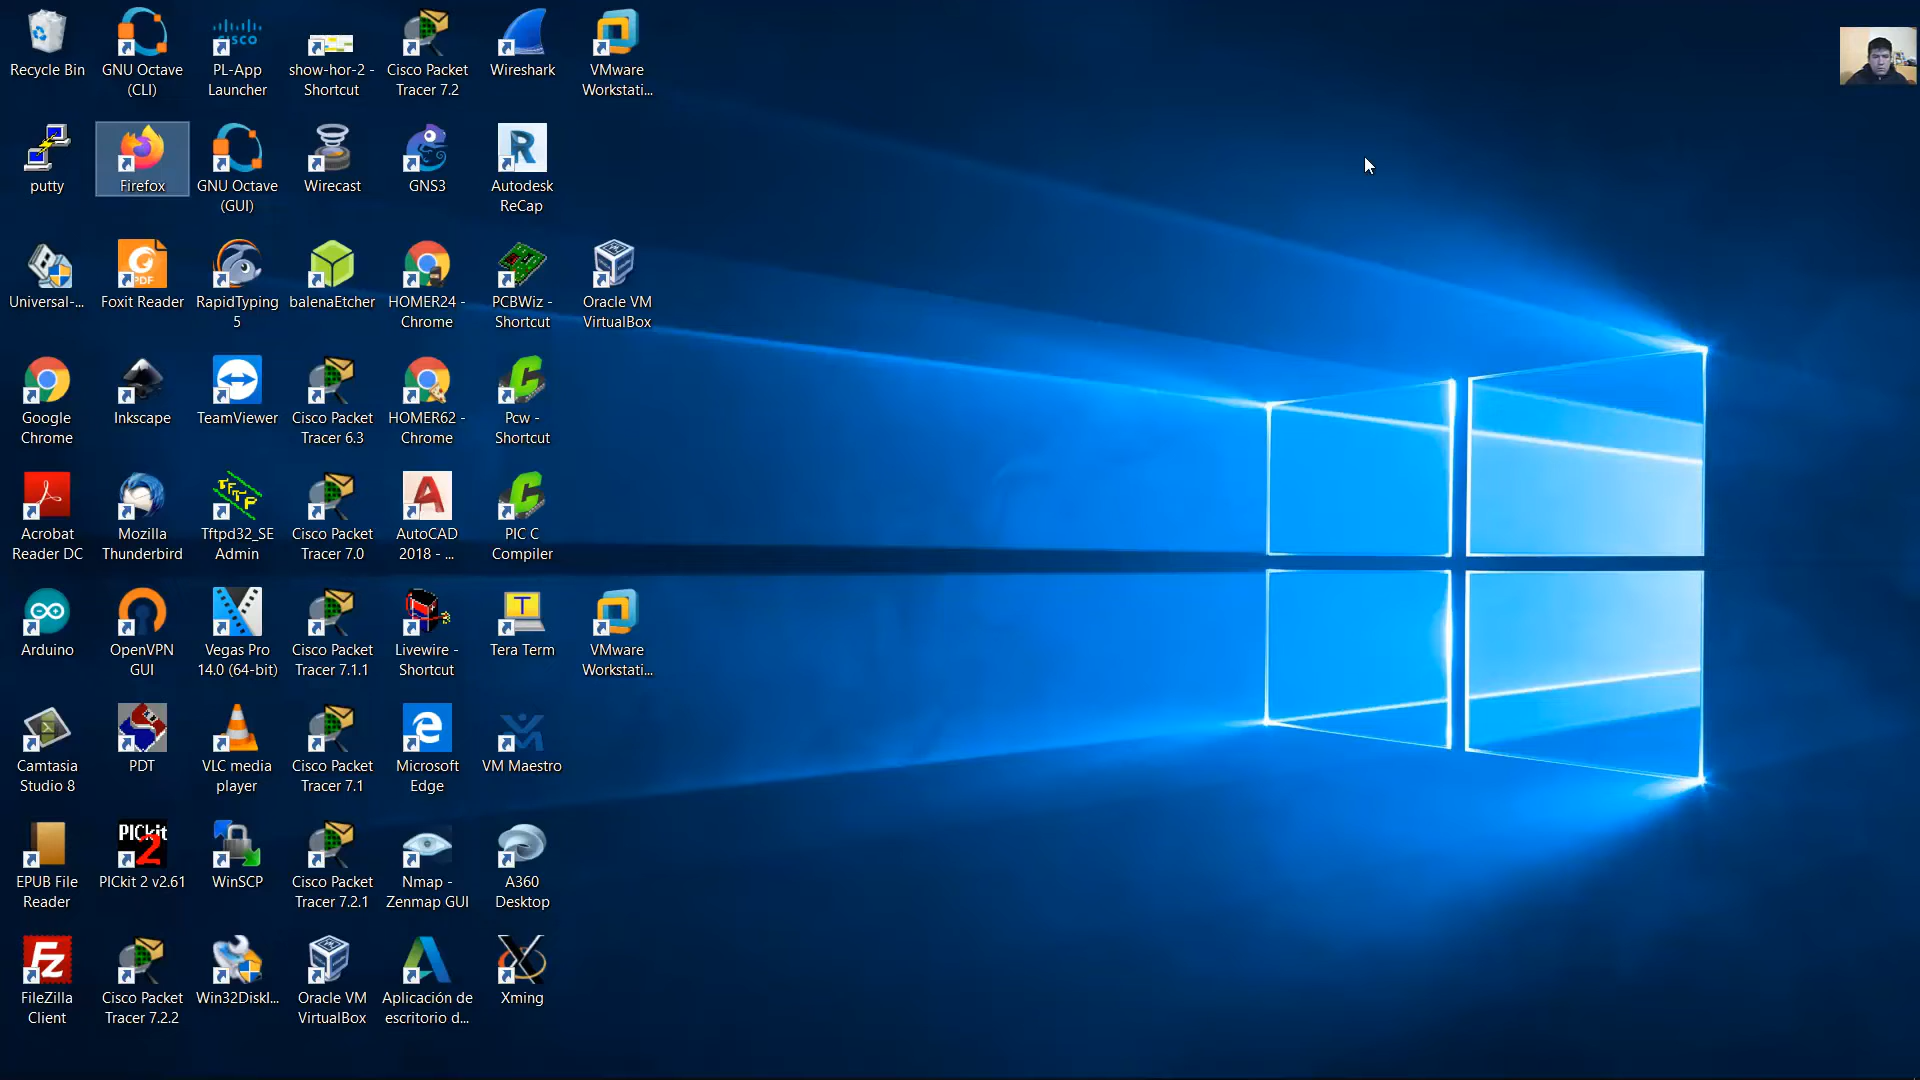 Recycle Bin
GNU Octave
(CLI)
CISCO
PL-App
Launcher
show-hor-2 -
Shortcut
Cisco Packet
Tracer 7.2
Wireshark
VMware
Workstati...
putty
Firefox
GNU Octave
(GUI)
Wirecast
GNS3
R
Autodesk
ReCap
Universal-...
PDF
Foxit Reader
RapidTyping
5
balenaEtcher
HOMER24 -
Chrome
PCBWiz -
Shortcut
Oracle VM
VirtualBox
Google
Chrome
Inkscape
TeamViewer
Cisco Packet
Tracer 6.3
HOMER62 -
Chrome
Pcw -
Shortcut
Acrobat
Reader DC
Mozilla
Thunderbird
TFTP
Tftpd32_SE
Admin
Cisco Packet
Tracer 7.0
A
AutoCAD
2018 - ...
PIC C
Compiler
Arduino
OpenVPN
GUI
Vegas Pro
14.0 (64-bit)
Cisco Packet
Tracer 7.1.1
Livewire -
Shortcut
T
Tera Term
VMware
Workstati...
Camtasia
Studio 8
PDT
VLC media
player
Cisco Packet
Tracer 7.1
Microsoft
Edge
VM Maestro
EPUB File
Reader
PICkit
2
PICkit 2 v2.61
WinSCP
Cisco Packet
Tracer 7.2.1
Nmap -
Zenmap GUI
A360
Desktop
Fz
FileZilla
Client
Cisco Packet
Tracer 7.2.2
Win32DiskI...
Oracle VM
VirtualBox
Aplicación de
escritorio d...
X
Xming